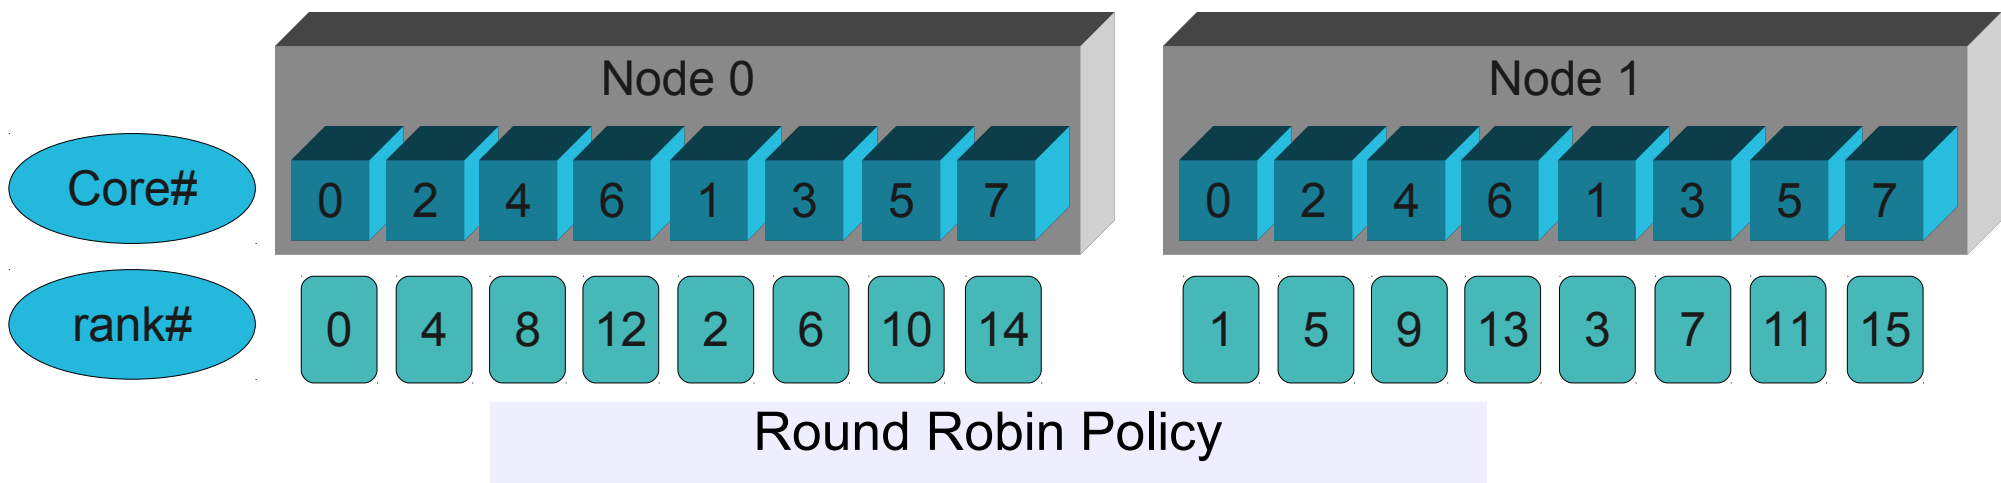 Node 0 Node 1
Core# 0 2 4 6 1 3 5 7 0 2 4 6 1 3 5 7
rank# 0 4 8 12 2 6 10 14 1 5 9 13 3 7 11 15
Round Robin Policy